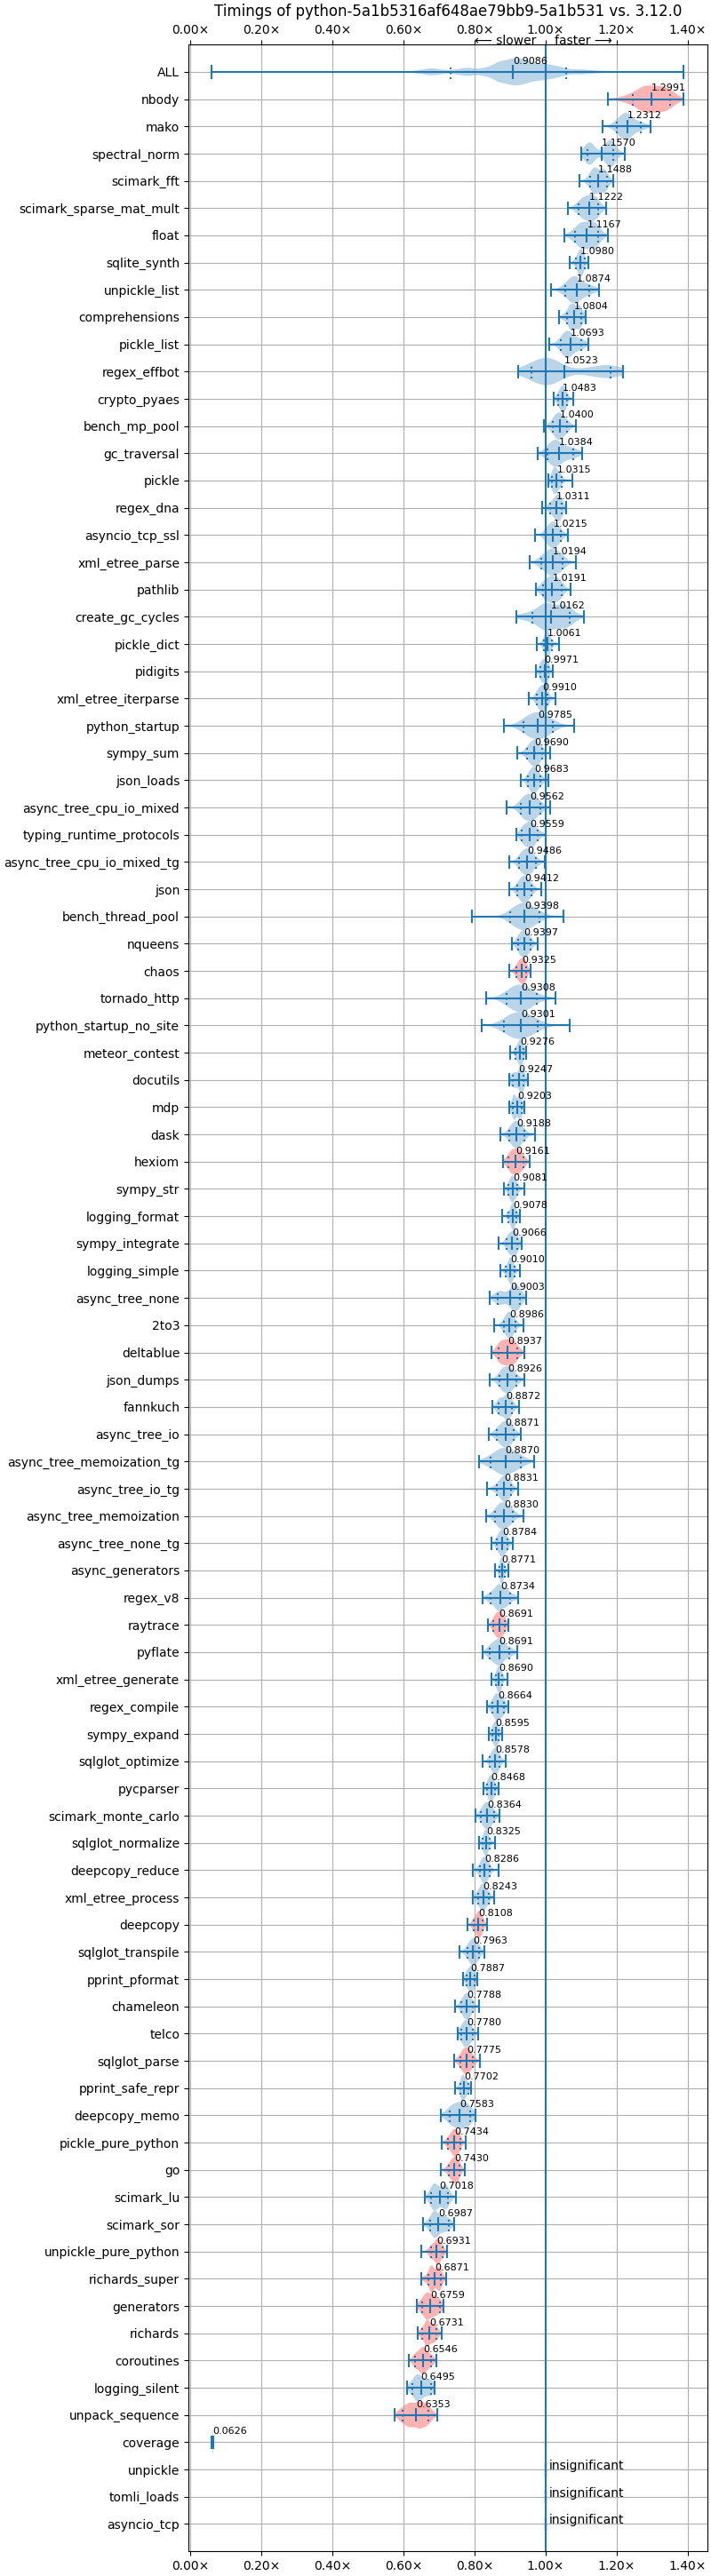 Timings of python-5a1b5316af648ae79bb9-5a1b531 vs. 3.12.0
0.00× 0.20× 0.40× 0.60× 0.80× 1.00× 1.20× 1.40×
⟵ slower faster ⟶
ALL 0.9086
nbody 1.2991
mako 1.2312
spectral_norm 1.1570
scimark_fft 1.1488
scimark_sparse_mat_mult 1.1222
float 1.1167
sqlite_synth 1.0980
unpickle_list 1.0874
comprehensions 1.0804
pickle_list 1.0693
regex_effbot 1.0523
crypto_pyaes 1.0483
bench_mp_pool 1.0400
gc_traversal 1.0384
pickle 1.0315
regex_dna 1.0311
asyncio_tcp_ssl 1.0215
xml_etree_parse 1.0194
pathlib 1.0191
create_gc_cycles 1.0162
pickle_dict 1.0061
pidigits 0.9971
xml_etree_iterparse 0.9910
python_startup 0.9785
sympy_sum 0.9690
json_loads 0.9683
async_tree_cpu_io_mixed 0.9562
typing_runtime_protocols 0.9559
async_tree_cpu_io_mixed_tg 0.9486
json 0.9412
bench_thread_pool 0.9398
nqueens 0.9397
chaos 0.9325
tornado_http 0.9308
python_startup_no_site 0.9301
meteor_contest 0.9276
docutils 0.9247
mdp 0.9203
dask 0.9188
hexiom 0.9161
sympy_str 0.9081
logging_format 0.9078
sympy_integrate 0.9066
logging_simple 0.9010
async_tree_none 0.9003
2to3 0.8986
deltablue 0.8937
json_dumps 0.8926
fannkuch 0.8872
async_tree_io 0.8871
async_tree_memoization_tg 0.8870
async_tree_io_tg 0.8831
async_tree_memoization 0.8830
async_tree_none_tg 0.8784
async_generators 0.8771
regex_v8 0.8734
raytrace 0.8691
pyflate 0.8691
xml_etree_generate 0.8690
regex_compile 0.8664
sympy_expand 0.8595
sqlglot_optimize 0.8578
pycparser 0.8468
scimark_monte_carlo 0.8364
sqlglot_normalize 0.8325
deepcopy_reduce 0.8286
xml_etree_process 0.8243
deepcopy 0.8108
sqlglot_transpile 0.7963
pprint_pformat 0.7887
chameleon 0.7788
telco 0.7780
sqlglot_parse 0.7775
pprint_safe_repr 0.7702
deepcopy_memo 0.7583
pickle_pure_python 0.7434
go 0.7430
scimark_lu 0.7018
scimark_sor 0.6987
unpickle_pure_python 0.6931
richards_super 0.6871
generators 0.6759
richards 0.6731
coroutines 0.6546
logging_silent 0.6495
unpack_sequence 0.6353
coverage 0.0626
unpickle insignificant
tomli_loads insignificant
asyncio_tcp insignificant
0.00× 0.20× 0.40× 0.60× 0.80× 1.00× 1.20× 1.40×